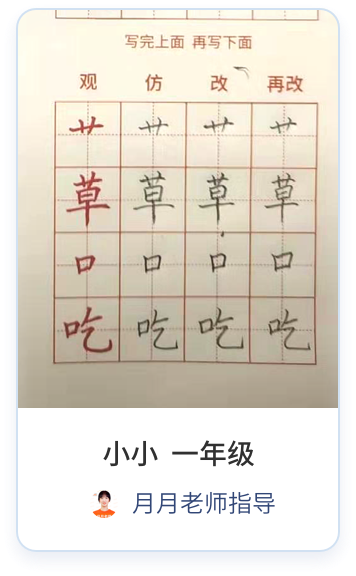 写完上面 再写下面
观 仿 改 再改
艹 艹 艹 艹
草 草 草 草
口 口 口 口
吃 吃 吃 吃
小小 一年级
月月老师指导